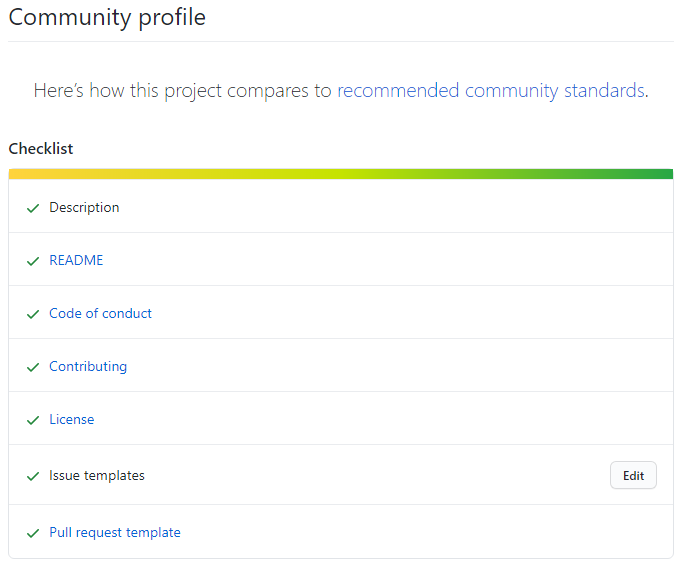 Community profile
Here’s how this project compares to recommended community standards.
Checklist
Description
README
Code of conduct
Contributing
License
Issue templates
Edit
Pull request template